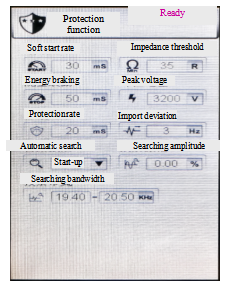 Protection
function
Ready
Soft start rate
Impedance threshold
30 mS
35 R
Energy braking
Peak voltage
50 mS
3200 V
Protection rate
Import deviation
20 mS
3 Hz
Automatic search
Searching amplitude
Start-up
0.00 %
Searching bandwidth
19.40 - 20.50 KHz